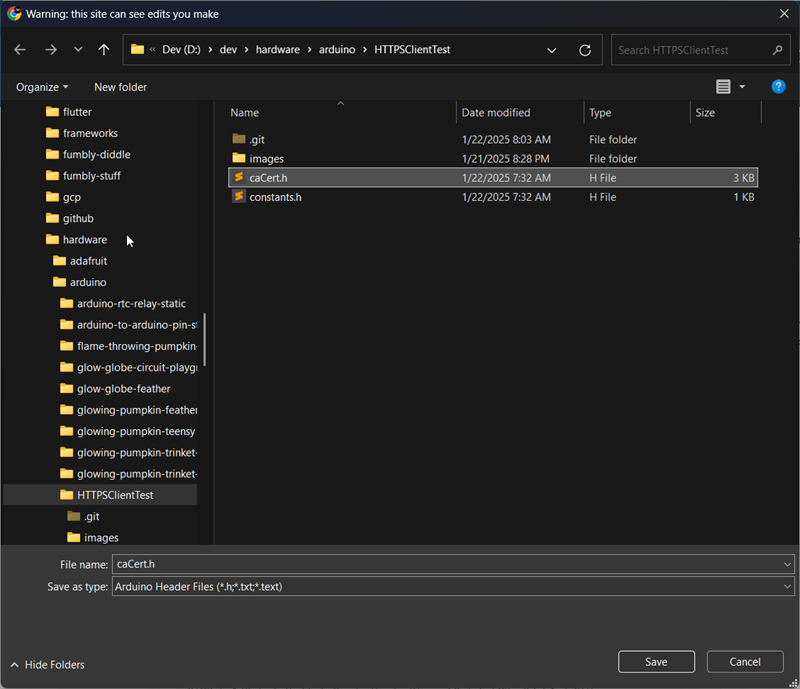 Warning: this site can see edits you make
« Dev (D:) › dev › hardware › arduino › HTTPSClientTest
Search HTTPSClientTest
Organize New folder
?
flutter
frameworks
fumbly-diddle
fumbly-stuff
gcp
github
hardware
adafruit
arduino
arduino-rtc-relay-static
arduino-to-arduino-pin-s
flame-throwing-pumpkin-
glow-globe-circuit-playg
glow-globe-feather
glowing-pumpkin-feather
glowing-pumpkin-teensy
glowing-pumpkin-trinket-
glowing-pumpkin-trinket-
HTTPSClientTest
.git
images
Name Date modified Type Size
.git 1/22/2025 8:03 AM File folder
images 1/21/2025 8:28 PM File folder
caCert.h 1/22/2025 7:32 AM H File 3 KB
constants.h 1/22/2025 7:32 AM H File 1 KB
File name: caCert.h
Save as type: Arduino Header Files (*.h;*.txt;*.text)
Hide Folders
Save Cancel